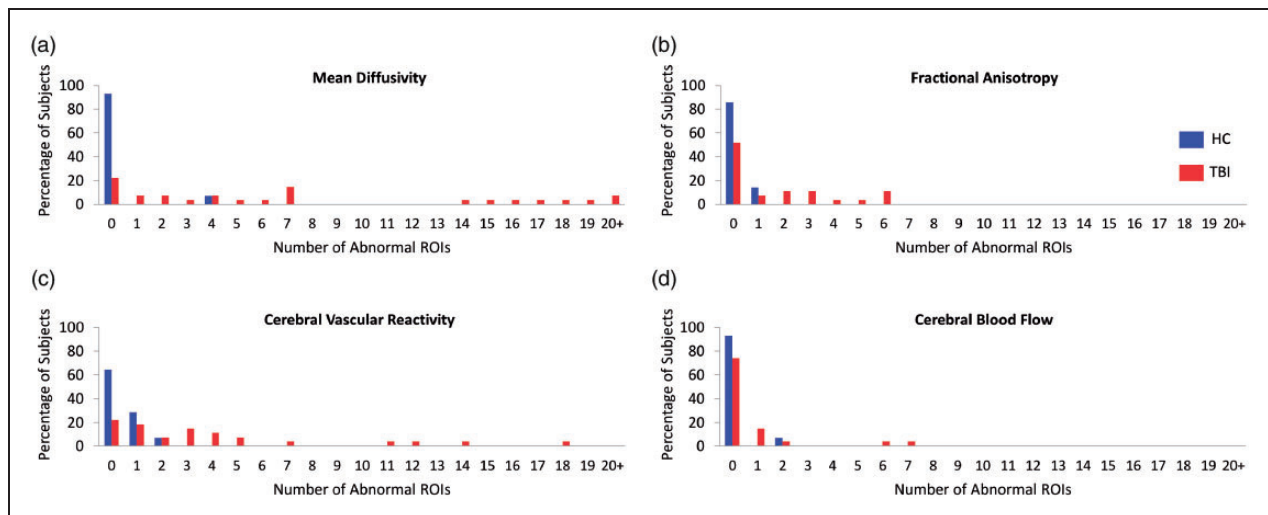 (a)
Mean Diffusivity
Percentage of Subjects
100
80
60
40
20
0
0 1 2 3 4 5 6 7 8 9 10 11 12 13 14 15 16 17 18 19 20+
Number of Abnormal ROIs
(b)
Fractional Anisotropy
Percentage of Subjects
100
80
60
40
20
0
HC
TBI
0 1 2 3 4 5 6 7 8 9 10 11 12 13 14 15 16 17 18 19 20+
Number of Abnormal ROIs
(c)
Cerebral Vascular Reactivity
Percentage of Subjects
100
80
60
40
20
0
0 1 2 3 4 5 6 7 8 9 10 11 12 13 14 15 16 17 18 19 20+
Number of Abnormal ROIs
(d)
Cerebral Blood Flow
Percentage of Subjects
100
80
60
40
20
0
0 1 2 3 4 5 6 7 8 9 10 11 12 13 14 15 16 17 18 19 20+
Number of Abnormal ROIs